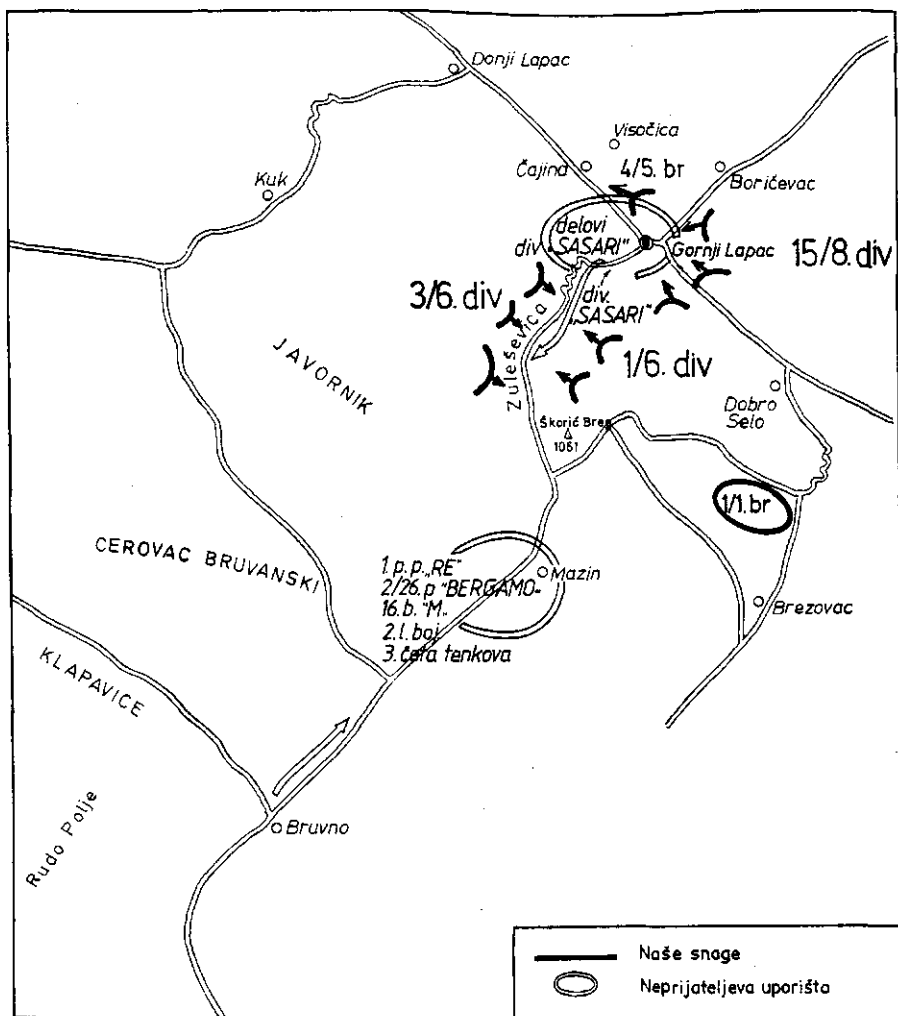 Donji Lapac
Visočica
Čajind
4/5. br
Boričevac
Kuk
delovi
div. „SASARI"
Gornji Lapac
15/8. div
3/6. div
div.
„SASARI"
Zuleševica
1/6. div
JAVORNIK
Dobro
Selo
Škorić Breg
1061
1/1. br
CEROVAC BRUVANSKI
1. p. p. „RE"
2/26. p "BERGAMO"
16. b. "M"
2. l. baj
3. četa tenkova
Mazin
Brezovac
KLAPAVICE
Rudo Polje
Bruvno
Naše snage
Neprijateljeva uporišta